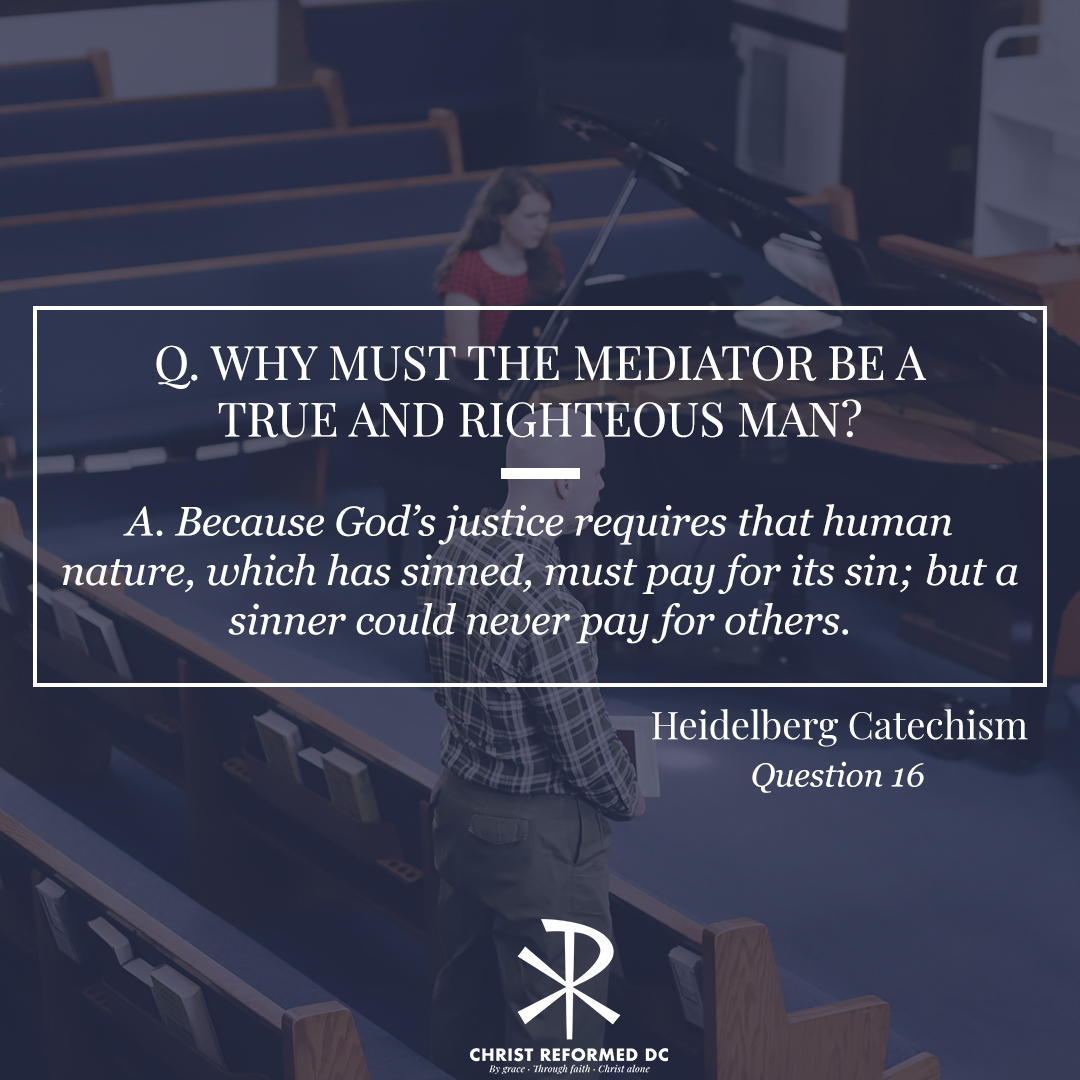 Q. WHY MUST THE MEDIATOR BE A
TRUE AND RIGHTEOUS MAN?
A. Because God’s justice requires that human
nature, which has sinned, must pay for its sin; but a
sinner could never pay for others.
Heidelberg Catechism
Question 16
CHRIST REFORMED DC
By grace · Through faith · Christ alone